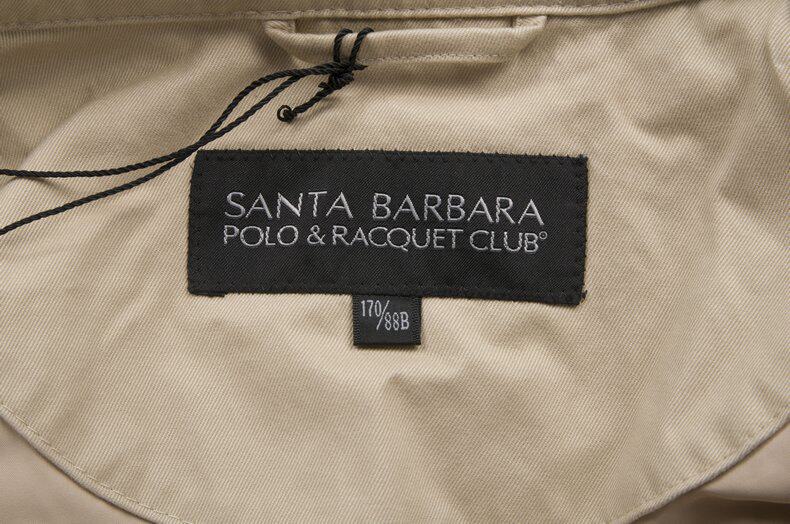 SANTA BARBARA
POLO & RACQUET CLUB®
170/88B